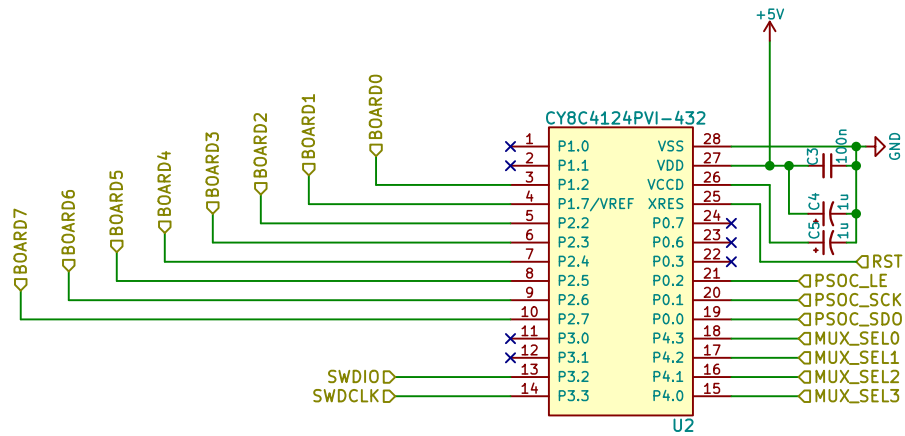 +5V
CY8C4124PVI-432
BOARD0
BOARD1
BOARD2
BOARD3
BOARD4
BOARD5
BOARD6
BOARD7
1 P1.0 VSS 28
2 P1.1 VDD 27
3 P1.2 VCCD 26
4 P1.7/VREF XRES 25
5 P2.2 P0.7 24
6 P2.3 P0.6 23
7 P2.4 P0.3 22
8 P2.5 P0.2 21
9 P2.6 P0.1 20
10 P2.7 P0.0 19
11 P3.0 P4.3 18
12 P3.1 P4.2 17
13 P3.2 P4.1 16
14 P3.3 P4.0 15
SWDIO
SWDCLK
C3 100n
C4 1u
C5 1u
GND
RST
PSOC_LE
PSOC_SCK
PSOC_SDO
MUX_SEL0
MUX_SEL1
MUX_SEL2
MUX_SEL3
U2